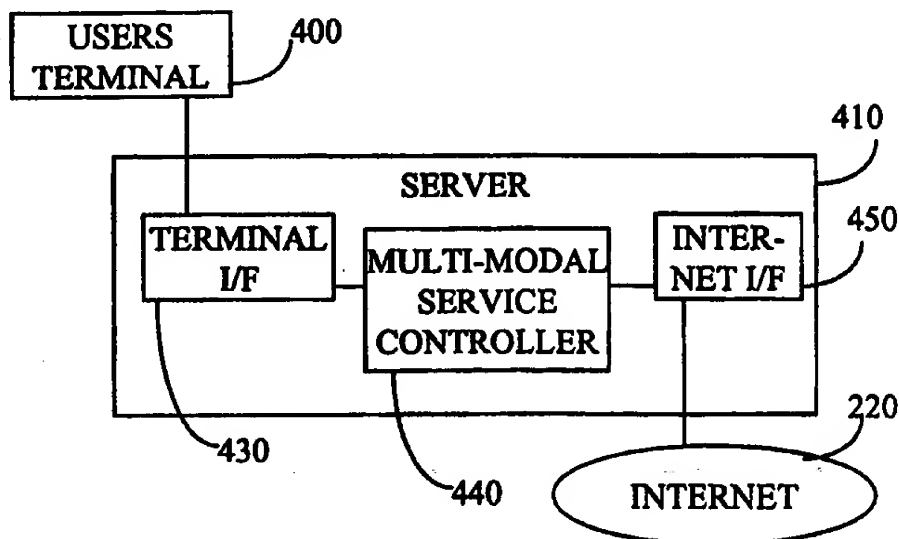 USERS
TERMINAL
400
410
SERVER
TERMINAL
I/F
MULTI-MODAL
SERVICE
CONTROLLER
INTER-
NET I/F
450
430
440
220
INTERNET